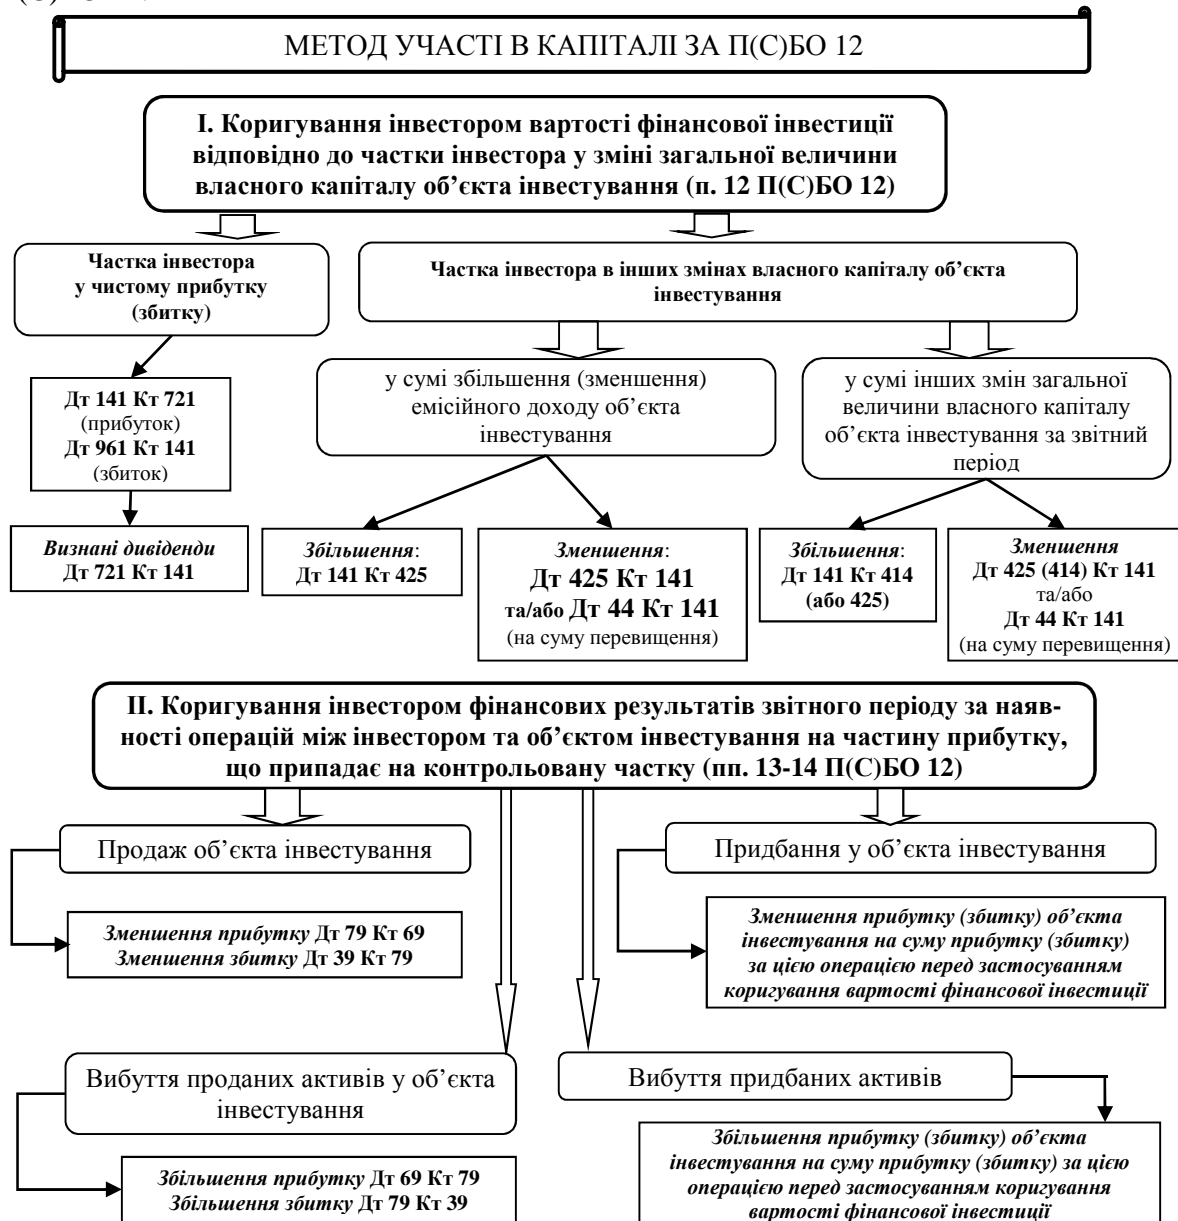 МЕТОД УЧАСТІ В КАПІТАЛІ ЗА П(С)БО 12
І. Коригування інвестором вартості фінансової інвестиції
відповідно до частки інвестора у зміні загальної величини
власного капіталу об’єкта інвестування (п. 12 П(С)БО 12)
Частка інвестора
у чистому прибутку
(збитку)
Частка інвестора в інших змінах власного капіталу об’єкта
інвестування
у сумі збільшення (зменшення)
емісійного доходу об’єкта
інвестування
у сумі інших змін загальної
величини власного капіталу
об’єкта інвестування за звітний
період
Дт 141 Кт 721
(прибуток)
Дт 961 Кт 141
(збиток)
Визнані дивіденди
Дт 721 Кт 141
Збільшення:
Дт 141 Кт 425
Зменшення:
Дт 425 Кт 141
та/або Дт 44 Кт 141
(на суму перевищення)
Збільшення:
Дт 141 Кт 414
(або 425)
Зменшення
Дт 425 (414) Кт 141
та/або
Дт 44 Кт 141
(на суму перевищення)
ІІ. Коригування інвестором фінансових результатів звітного періоду за наяв-
ності операцій між інвестором та об’єктом інвестування на частину прибутку,
що припадає на контрольовану частку (пп. 13-14 П(С)БО 12)
Продаж об’єкта інвестування
Придбання у об’єкта інвестування
Зменшення прибутку Дт 79 Кт 69
Зменшення збитку Дт 39 Кт 79
Зменшення прибутку (збитку) об’єкта
інвестування на суму прибутку (збитку)
за цією операцією перед застосуванням
коригування вартості фінансової інвестиції
Вибуття проданих активів у об’єкта
інвестування
Вибуття придбаних активів
Збільшення прибутку Дт 69 Кт 79
Збільшення збитку Дт 79 Кт 39
Збільшення прибутку (збитку) об’єкта
інвестування на суму прибутку (збитку) за цією
операцією перед застосуванням коригування
вартості фінансової інвестиції